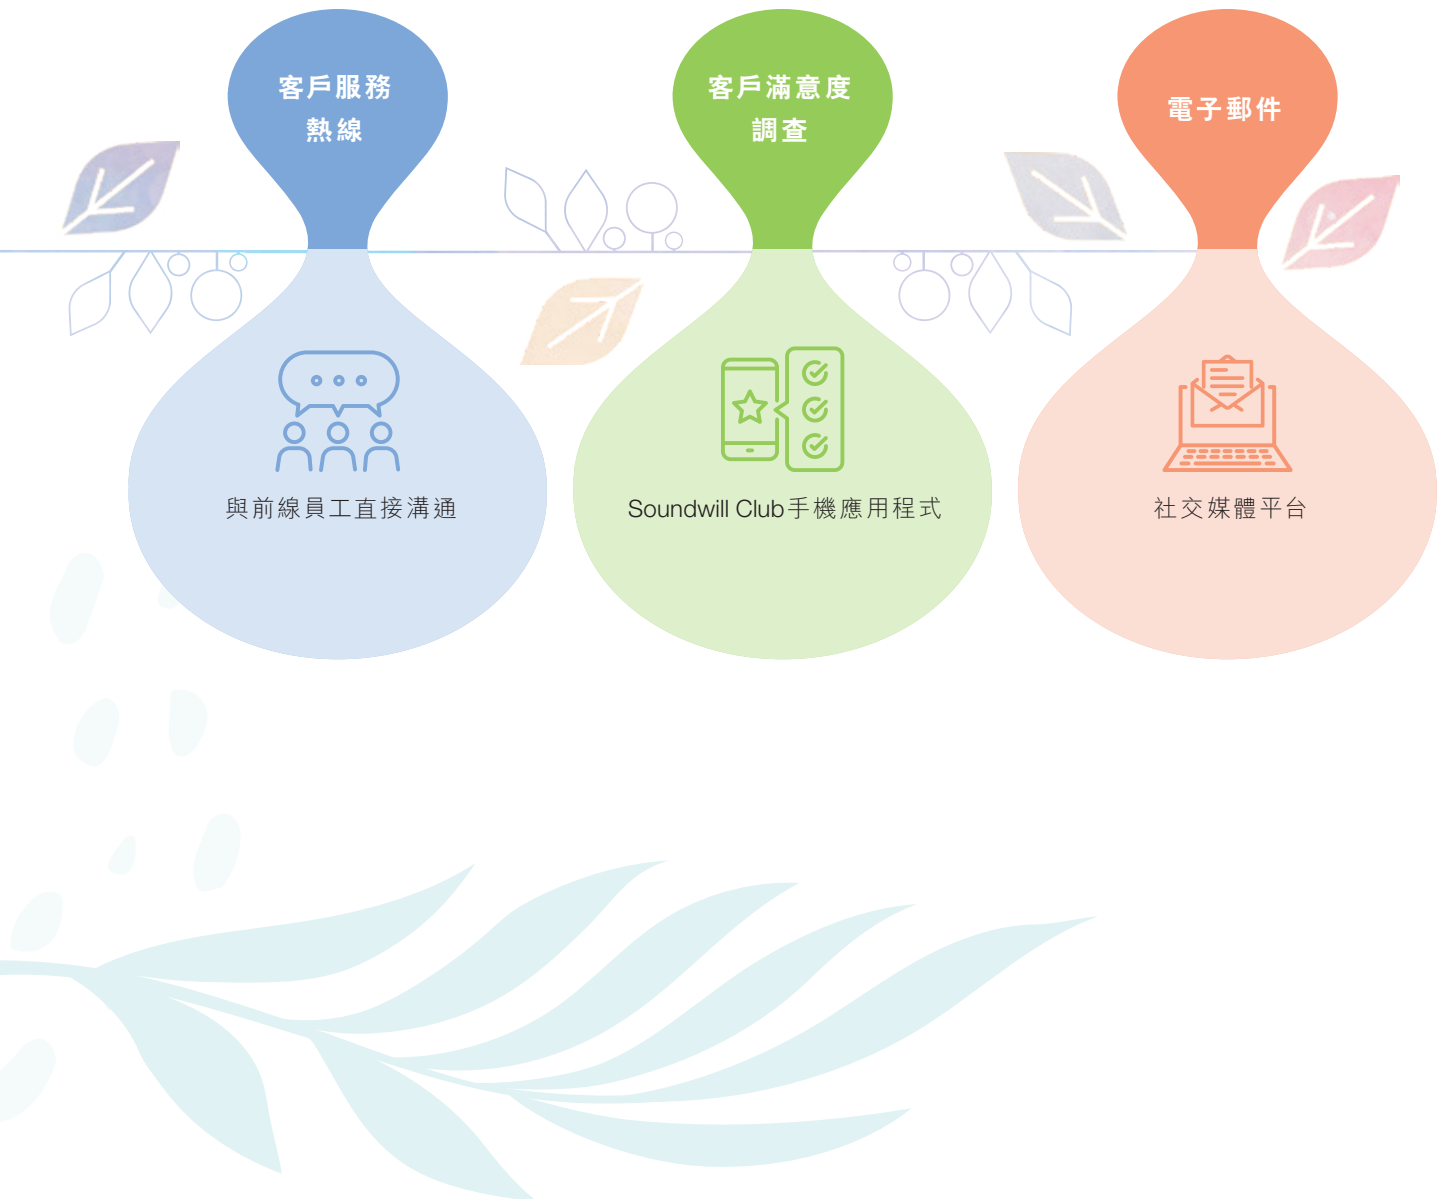 客戶服務
熱線
客戶滿意度
調查
電子郵件
與前線員工直接溝通
Soundwill Club手機應用程式
社交媒體平台